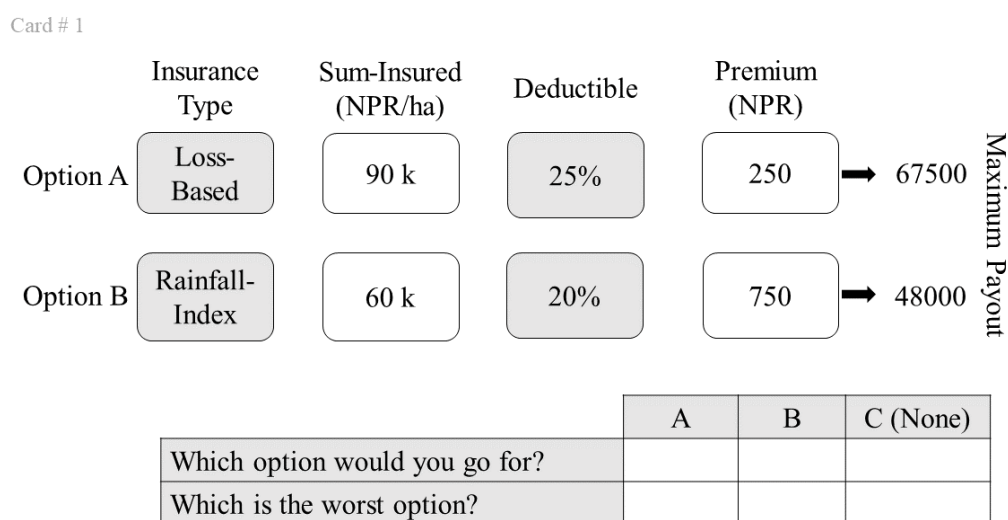 Card # 1
Insurance Type
Sum-Insured (NPR/ha)
Deductible
Premium (NPR)
Option A
Loss-Based
90 k
25%
250
67500
Option B
Rainfall-Index
60 k
20%
750
48000
Maximum Payout
A B C (None)
Which option would you go for?
Which is the worst option?